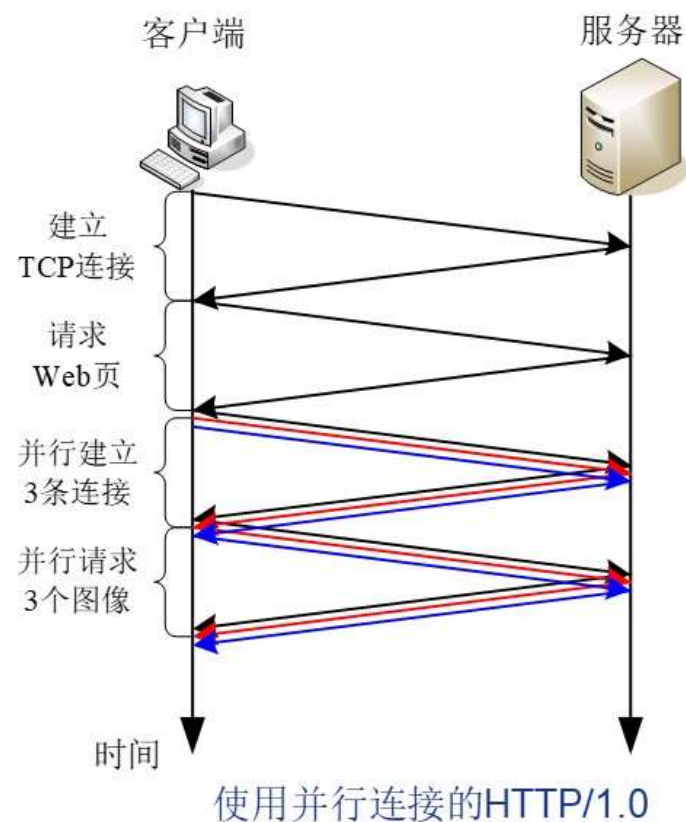 客户端
服务器
建立
TCP连接
请求
Web页
并行建立
3条连接
并行请求
3个图像
时间
使用并行连接的HTTP/1.0